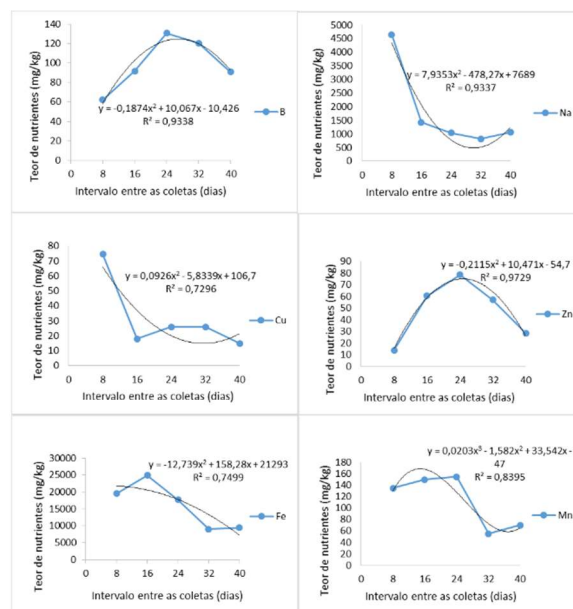 Teor de nutrientes (mg/kg)
140
120
100
80
60
40
20
0
y = -0,1874x² + 10,067x - 10,426
R² = 0,9338
B
0 8 16 24 32 40
Intervalo entre as coletas (dias)
Teor de nutrientes (mg/kg)
5000
4500
4000
3500
3000
2500
2000
1500
1000
500
0
y = 7,9353x² - 478,27x + 7689
R² = 0,9337
Na
0 8 16 24 32 40
Intervalo entre as coletas (dias)
Teor de nutrientes (mg/kg)
80
70
60
50
40
30
20
10
0
y = 0,0926x² - 5,8339x + 106,7
R² = 0,7296
Cu
0 8 16 24 32 40
Intervalo entre as coletas (dias)
Teor de nutrientes (mg/kg)
90
80
70
60
50
40
30
20
10
0
y = -0,2115x² + 10,471x - 54,7
R² = 0,9729
Zn
0 8 16 24 32 40
Intervalo entre as coletas (dias)
Teor de nutrientes (mg/kg)
30000
25000
20000
15000
10000
5000
0
y = -12,739x² + 158,28x + 21293
R² = 0,7499
Fe
0 8 16 24 32 40
Intervalo entre as coletas (dias)
Teor de nutrientes (mg/kg)
180
160
140
120
100
80
60
40
20
0
y = 0,0203x³ - 1,582x² + 33,542x -
47
R² = 0,8395
Mn
0 8 16 24 32 40
Intervalo entre as coletas (dias)